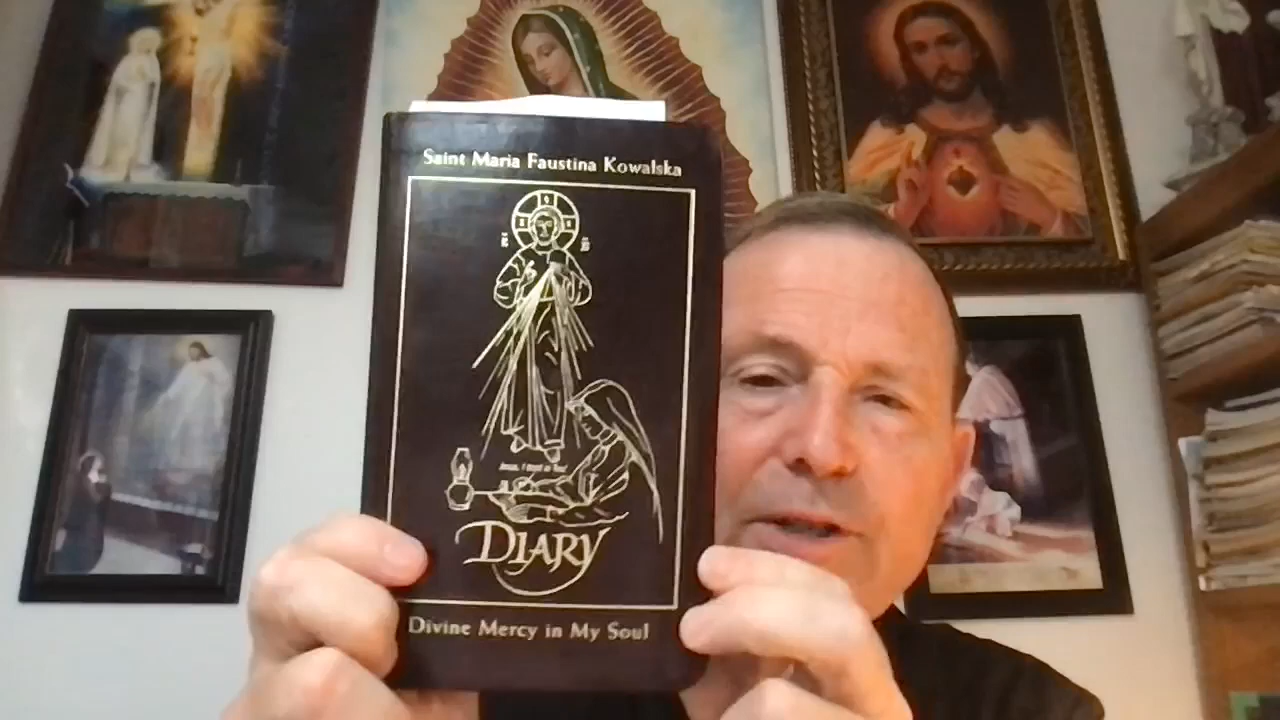 Saint Maria Faustina Kowalska
Jesus, I trust in You!
DIARY
Divine Mercy in My Soul